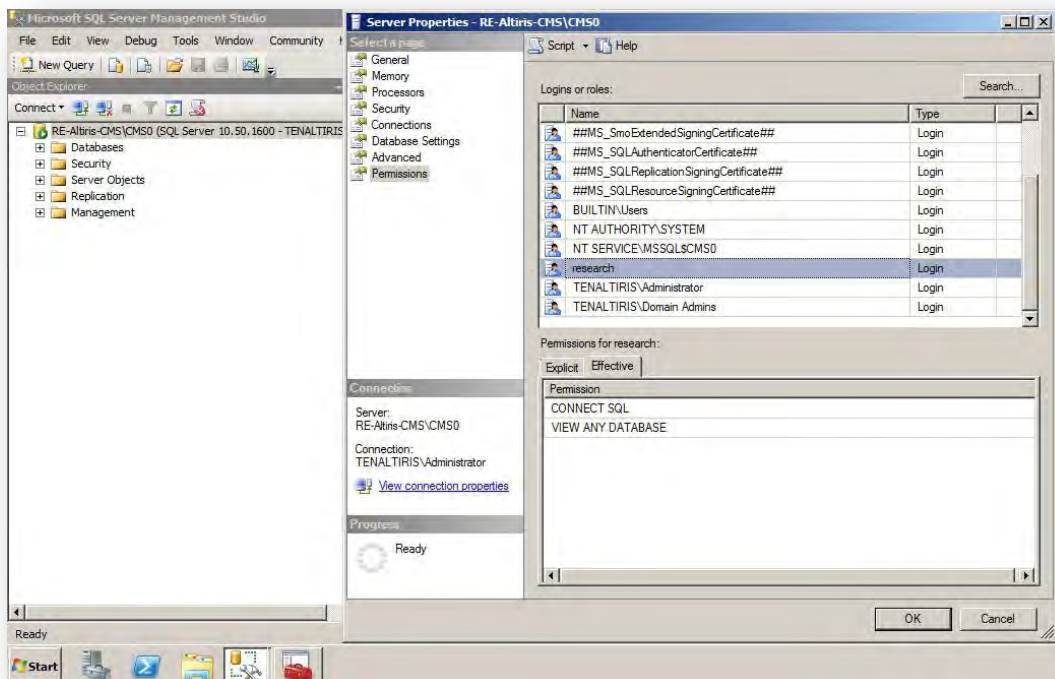 Microsoft SQL Server Management Studio
File Edit View Debug Tools Window Community
New Query
Object Explorer
Connect
RE-Altiris-CMS\CMS0 (SQL Server 10.50.1600 - TENALTIRIS
Databases
Security
Server Objects
Replication
Management
Ready
Server Properties - RE-Altiris-CMS\CMS0
Select a page
General
Memory
Processors
Security
Connections
Database Settings
Advanced
Permissions
Connection
Server:
RE-Altiris-CMS\CMS0
Connection:
TENALTIRIS\Administrator
View connection properties
Progress
Ready
Script Help
Logins or roles:
Search...
Name Type
##MS_SmoExtendedSigningCertificate## Login
##MS_SQLAuthenticatorCertificate## Login
##MS_SQLReplicationSigningCertificate## Login
##MS_SQLResourceSigningCertificate## Login
BUILTIN\Users Login
NT AUTHORITY\SYSTEM Login
NT SERVICE\MSSQL$CMS0 Login
research Login
TENALTIRIS\Administrator Login
TENALTIRIS\Domain Admins Login
Permissions for research:
Explicit Effective
Permission
CONNECT SQL
VIEW ANY DATABASE
OK Cancel
Start